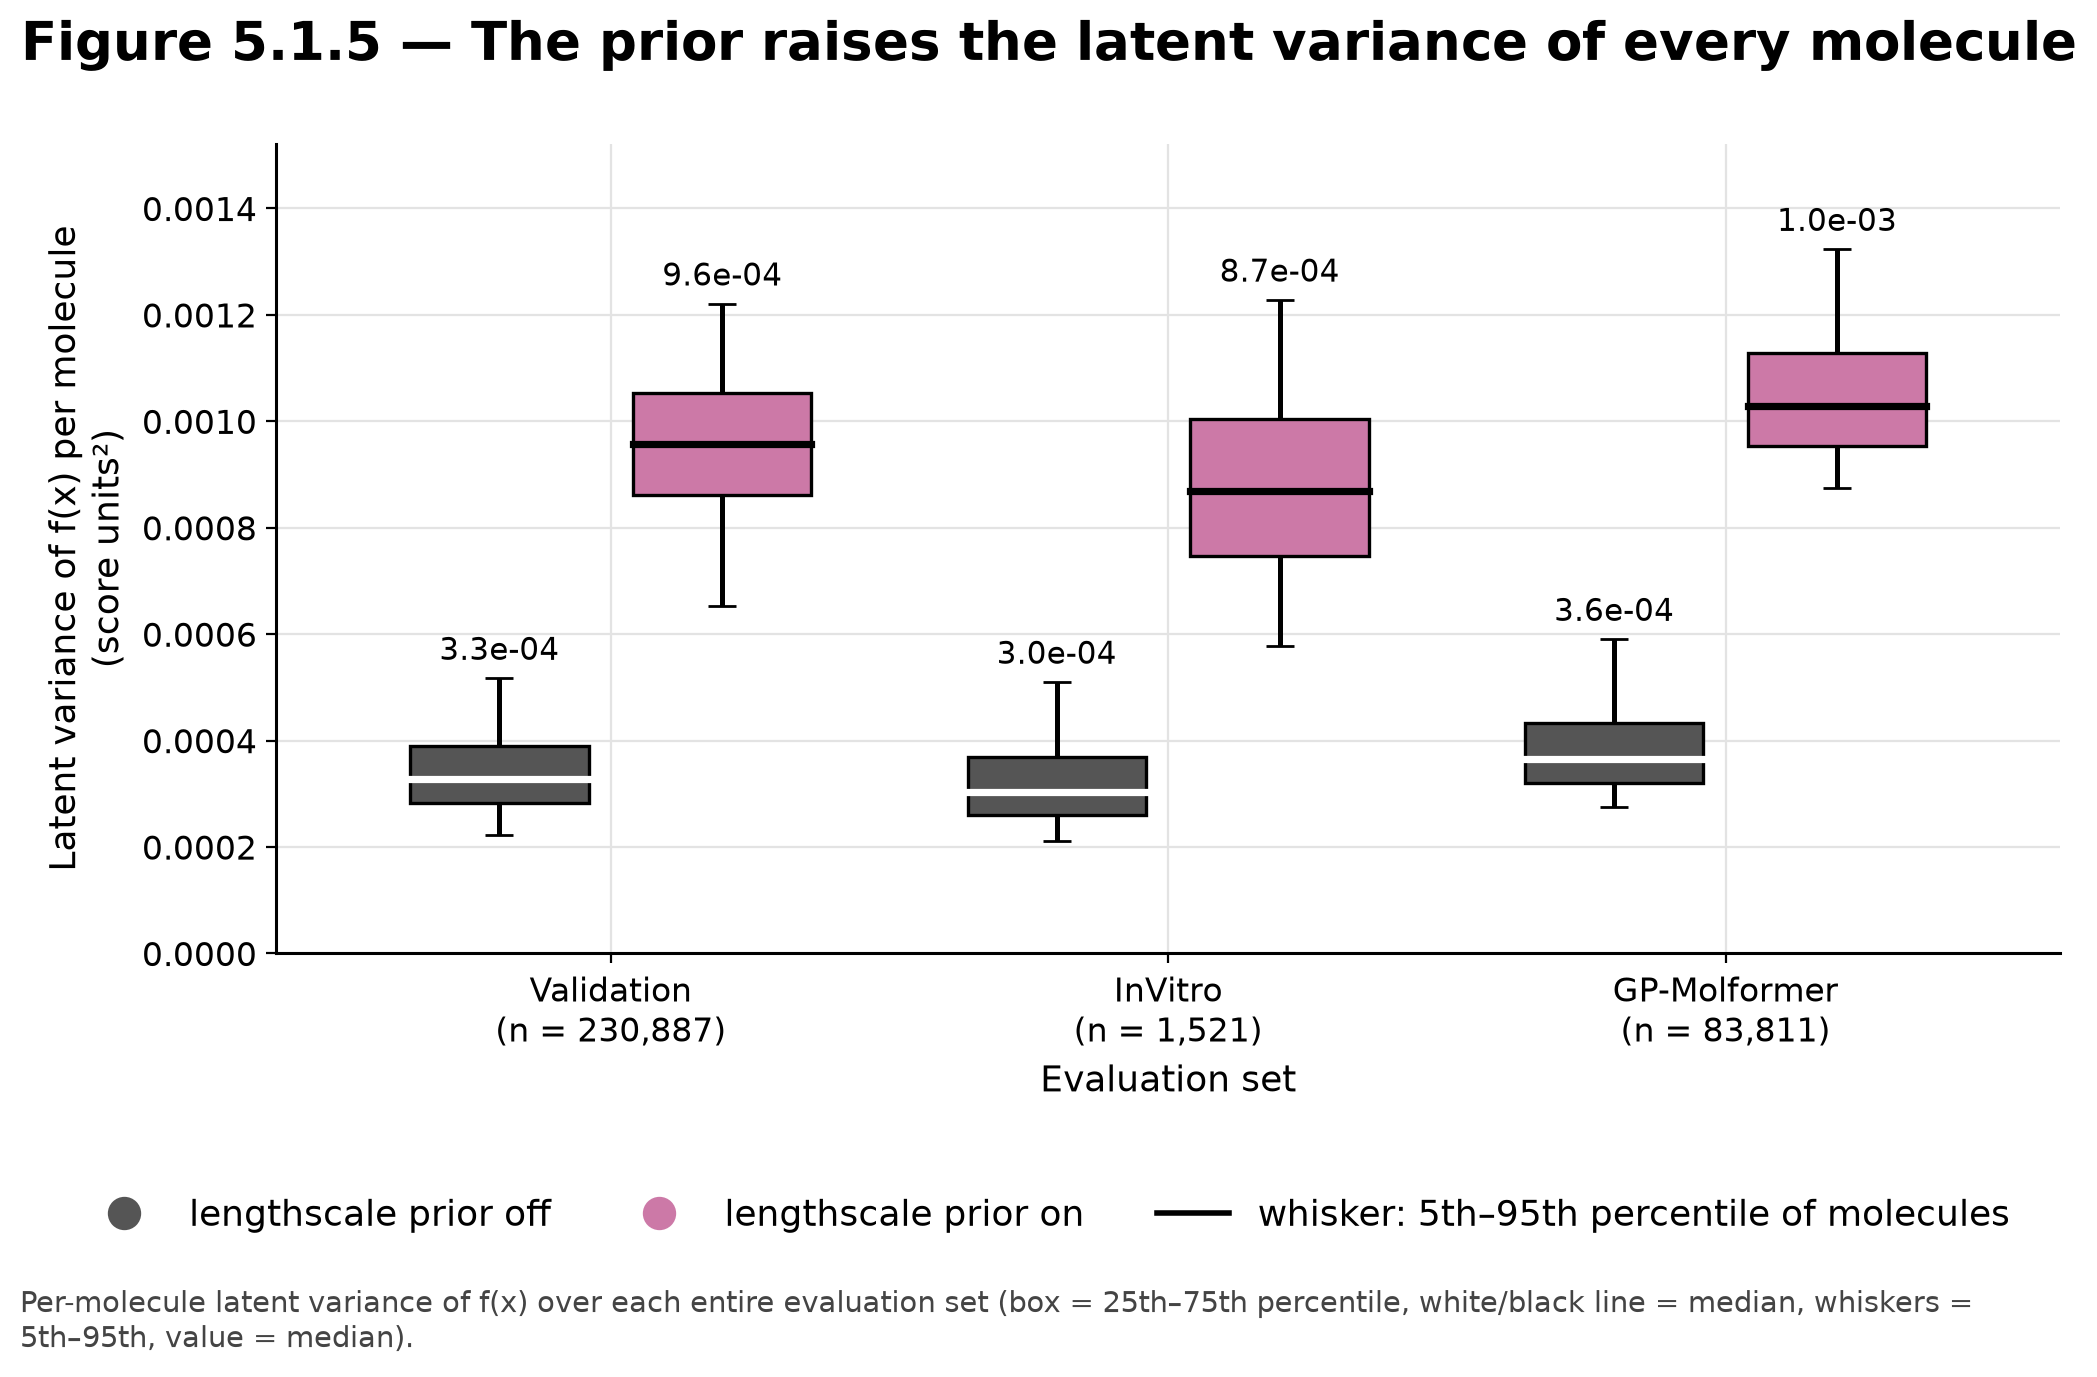 Figure 5.1.5 — The prior raises the latent variance of every molecule
Latent variance of f(x) per molecule
(score units²)
0.0014
0.0012
0.0010
0.0008
0.0006
0.0004
0.0002
0.0000
3.3e-04
9.6e-04
3.0e-04
8.7e-04
3.6e-04
1.0e-03
Validation
(n = 230,887)
InVitro
(n = 1,521)
GP-Molformer
(n = 83,811)
Evaluation set
lengthscale prior off
lengthscale prior on
whisker: 5th–95th percentile of molecules
Per-molecule latent variance of f(x) over each entire evaluation set (box = 25th–75th percentile, white/black line = median, whiskers =
5th–95th, value = median).